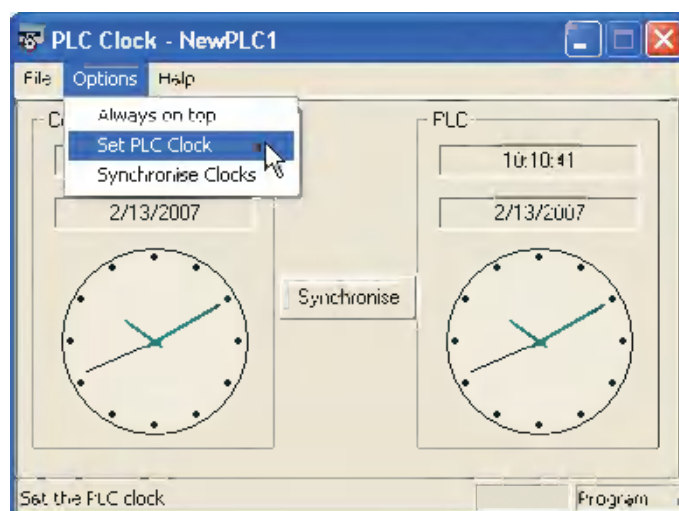 PLC Clock - NewPLC1
File Options Help
Always on top
Set PLC Clock
Synchronise Clocks
PLC
10:10:41
2/13/2007
2/13/2007
Synchronise
Set the PLC clock
Program